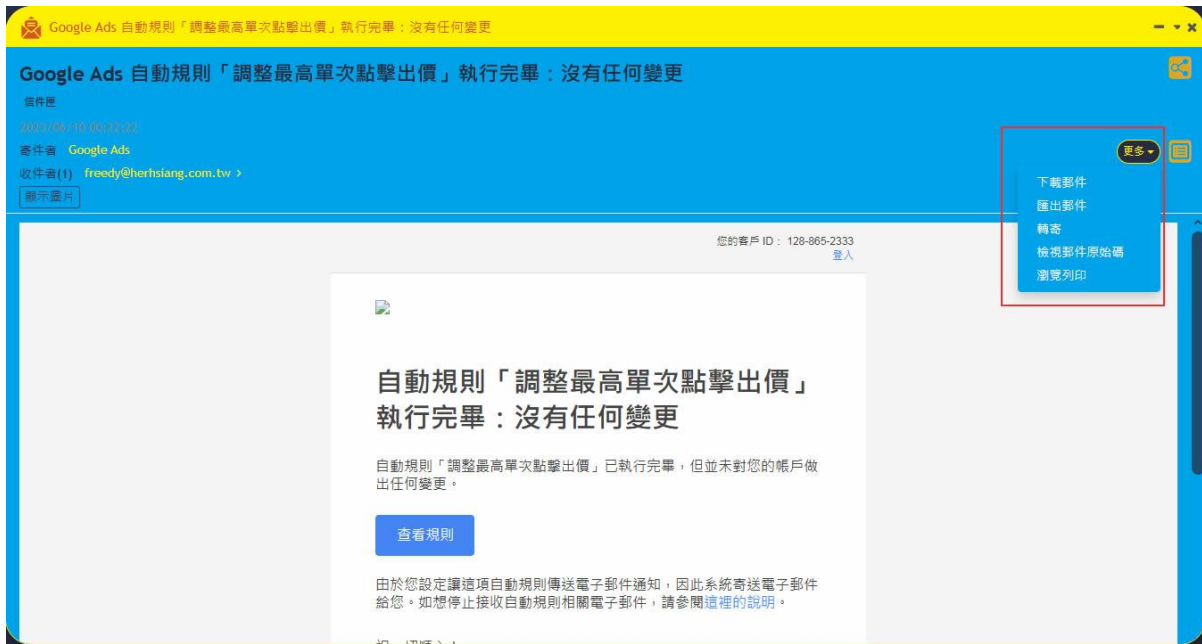 Google Ads 自動規則「調整最高單次點擊出價」執行完畢：沒有任何變更
Google Ads 自動規則「調整最高單次點擊出價」執行完畢：沒有任何變更
信件匣
2023/06/10 00:22:22
寄件者 Google Ads
收件者(1) freedy@herhsiang.com.tw >
顯示圖片
更多
下載郵件
匯出郵件
轉寄
檢視郵件原始碼
瀏覽列印
您的客戶 ID： 128-865-2333
登入
自動規則「調整最高單次點擊出價」
執行完畢：沒有任何變更
自動規則「調整最高單次點擊出價」已執行完畢，但並未對您的帳戶做
出任何變更。
查看規則
由於您設定讓這項自動規則傳送電子郵件通知，因此系統寄送電子郵件
給您。如想停止接收自動規則相關電子郵件，請參閱這裡的說明。